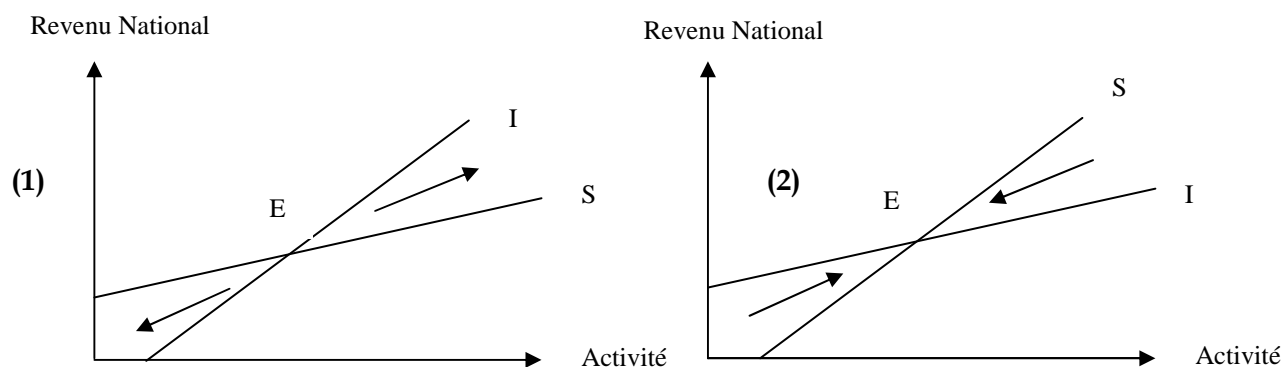 Revenu National
I
(1)
S
E
Activité
Revenu National
S
(2)
E
I
Activité